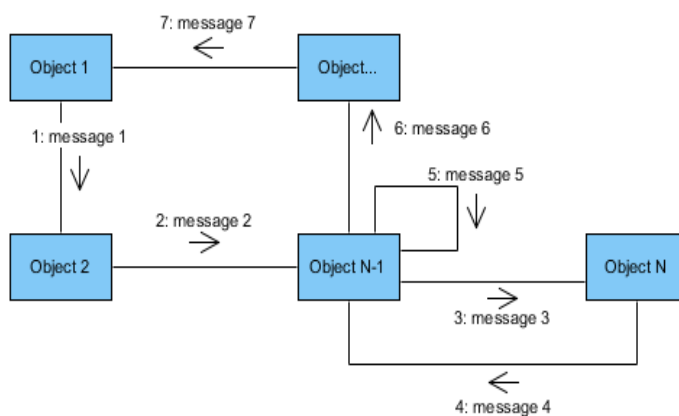 7: message 7
Object 1
Object...
1: message 1
6: message 6
5: message 5
2: message 2
Object 2
Object N-1
Object N
3: message 3
4: message 4